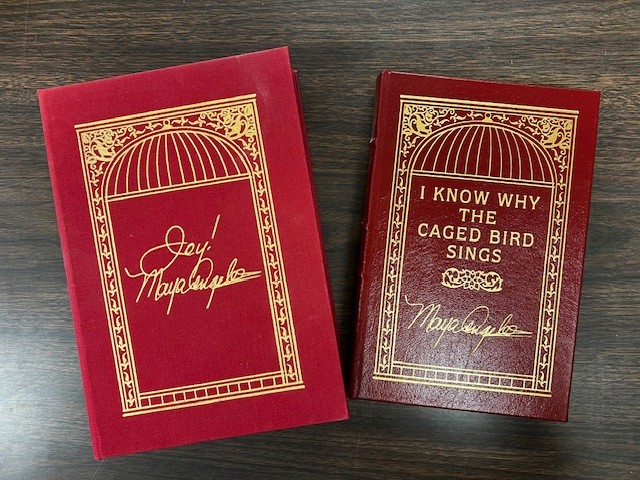 Joy!
Maya Angelou
I KNOW WHY
THE
CAGED BIRD
SINGS
Maya Angelou